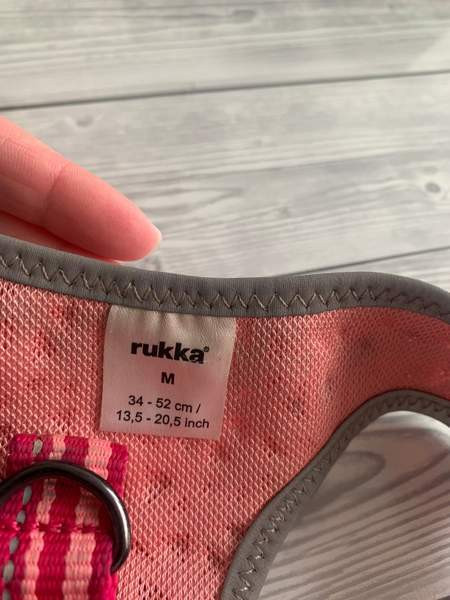 rukka®
M
34 - 52 cm /
13,5 - 20,5 inch